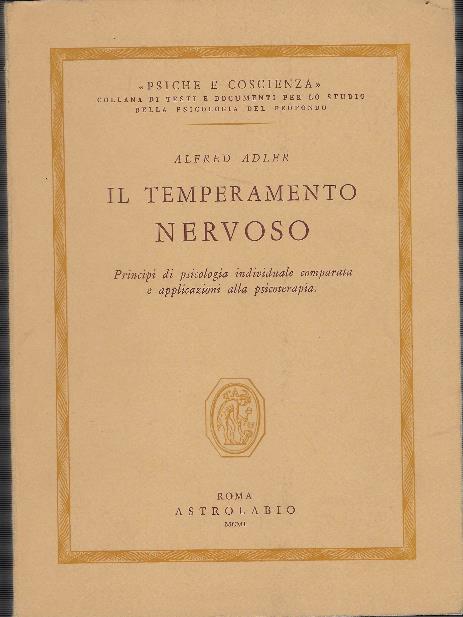 «PSICHE E COSCIENZA»
COLLANA DI TESTI E DOCUMENTI PER LO STUDIO
DELLA PSICOLOGIA DEL PROFONDO
ALFRED ADLER
IL TEMPERAMENTO
NERVOSO
Principi di psicologia individuale comparata
e applicazioni alla psicoterapia.
ROMA
ASTROLABIO